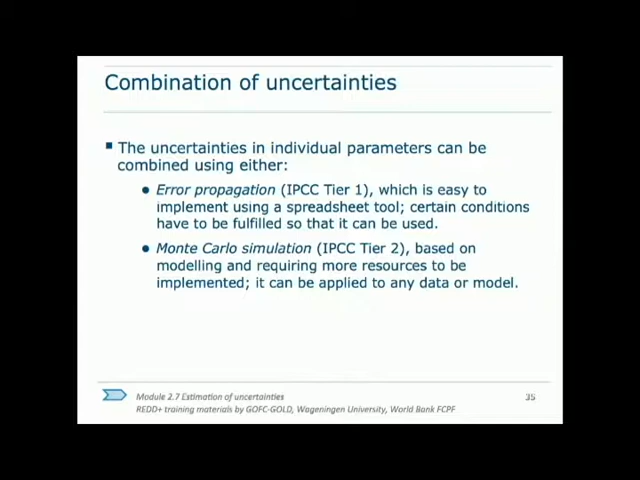 Combination of uncertainties
▪ The uncertainties in individual parameters can be
combined using either:
• Error propagation (IPCC Tier 1), which is easy to
implement using a spreadsheet tool; certain conditions
have to be fulfilled so that it can be used.
• Monte Carlo simulation (IPCC Tier 2), based on
modelling and requiring more resources to be
implemented; it can be applied to any data or model.
Module 2.7 Estimation of uncertainties
REDD+ training materials by GOFC-GOLD, Wageningen University, World Bank FCPF
35